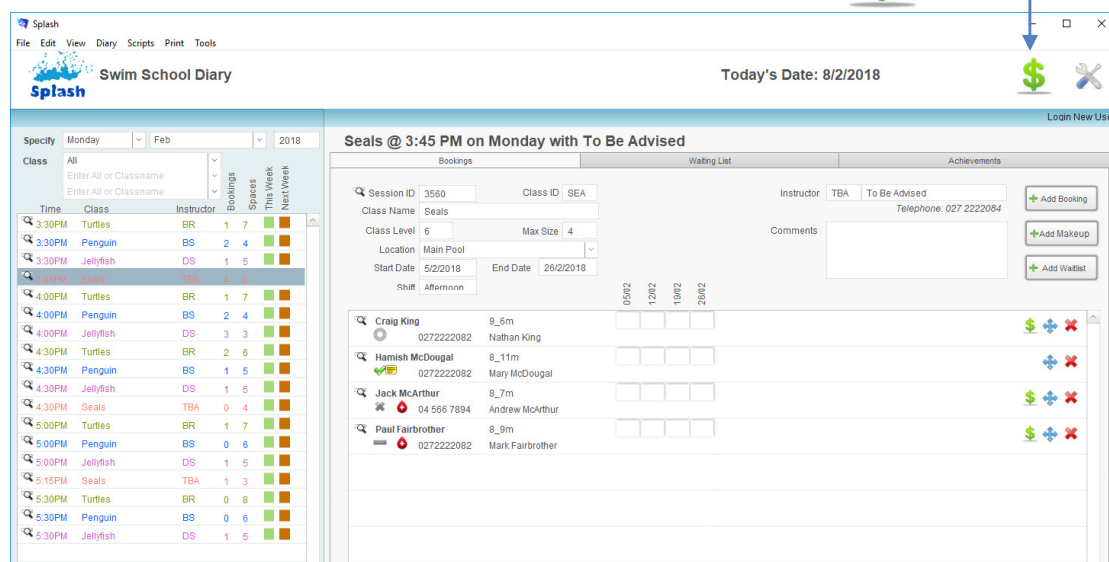 Splash
File Edit View Diary Scripts Print Tools
Splash
Swim School Diary
Today's Date: 8/2/2018
Login New Use
Specify Monday Feb 2018
Class All
Enter All or Classname
Enter All or Classname
Time Class Instructor Bookings Spaces This Week Next Week
3:30PM Turtles BR 1 7
3:30PM Penguin BS 2 4
3:30PM Jellyfish DS 1 5
3:45PM Seals TBA
4:00PM Turtles BR 1 7
4:00PM Penguin BS 2 4
4:00PM Jellyfish DS 3 3
4:30PM Turtles BR 2 6
4:30PM Penguin BS 1 5
4:30PM Jellyfish DS 1 5
4:30PM Seals TBA 0 4
5:00PM Turtles BR 1 7
5:00PM Penguin BS 0 6
5:00PM Jellyfish DS 1 5
5:15PM Seals TBA 1 3
5:30PM Turtles BR 0 8
5:30PM Penguin BS 0 6
5:30PM Jellyfish DS 1 5
Seals @ 3:45 PM on Monday with To Be Advised
Bookings Waiting List Achievements
Session ID 3560 Class ID SEA Instructor TBA To Be Advised
Class Name Seals Telephone: 027 2222084
Class Level 6 Max Size 4 Comments
Location Main Pool
Start Date 5/2/2018 End Date 26/2/2018
Shift Afternoon
Add Booking
Add Makeup
Add Waitlist
05/02 12/02 19/02 26/02
Craig King 9_6m
0272222082 Nathan King
Hamish McDougal 8_11m
0272222082 Mary McDougal
Jack McArthur 8_7m
04 566 7894 Andrew McArthur
Paul Fairbrother 8_9m
0272222082 Mark Fairbrother